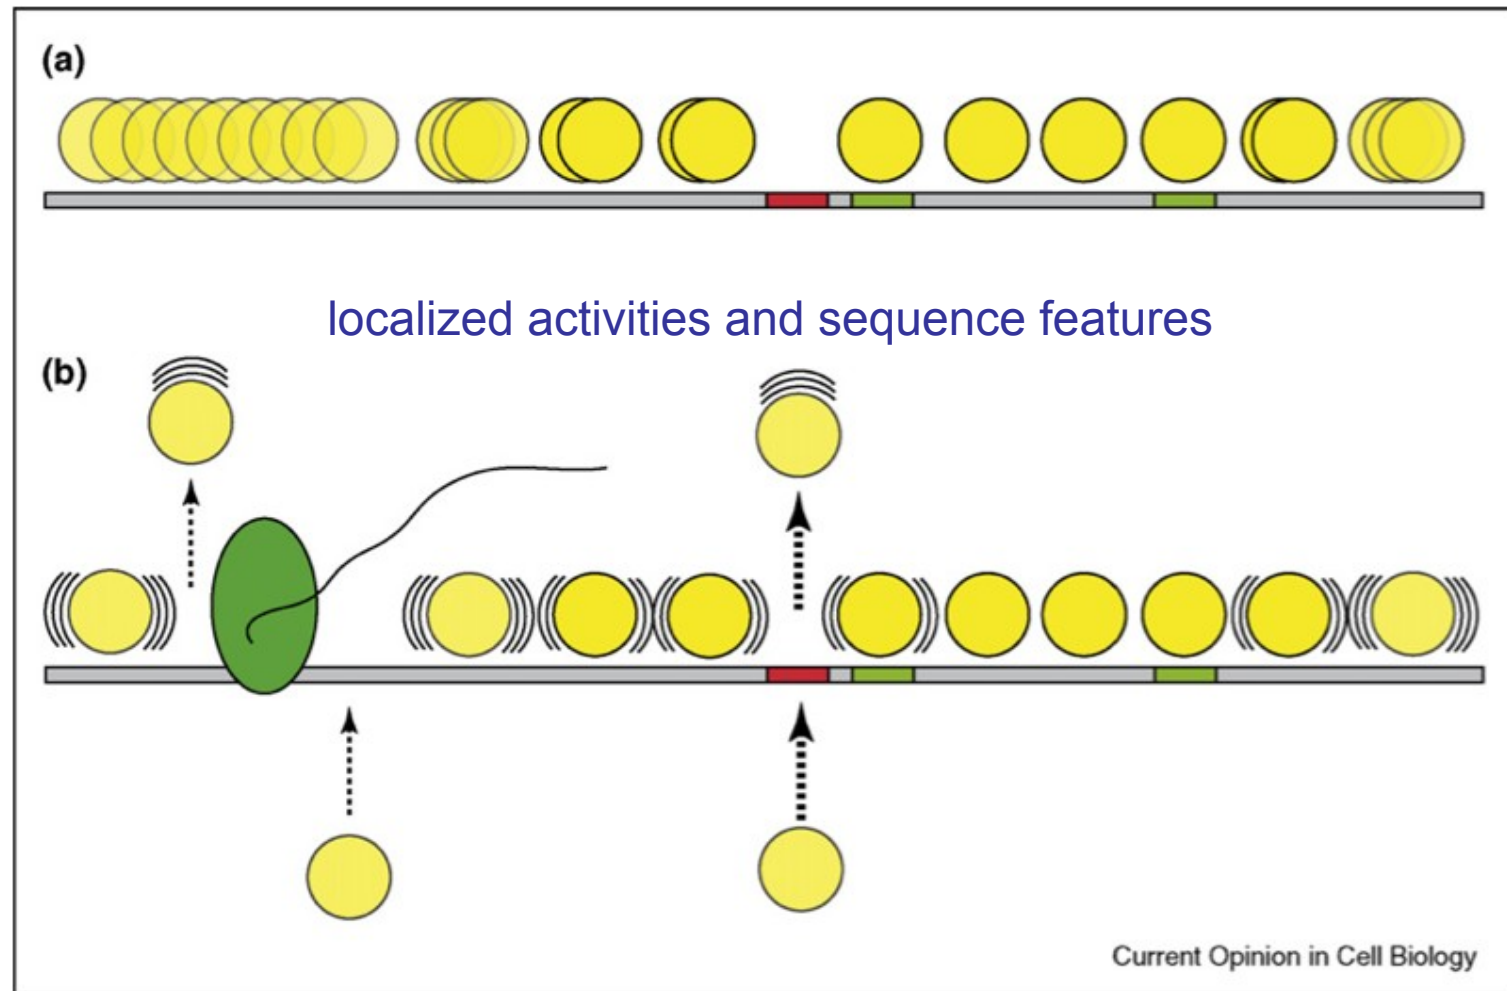 (a)
localized activities and sequence features
(b)
Current Opinion in Cell Biology